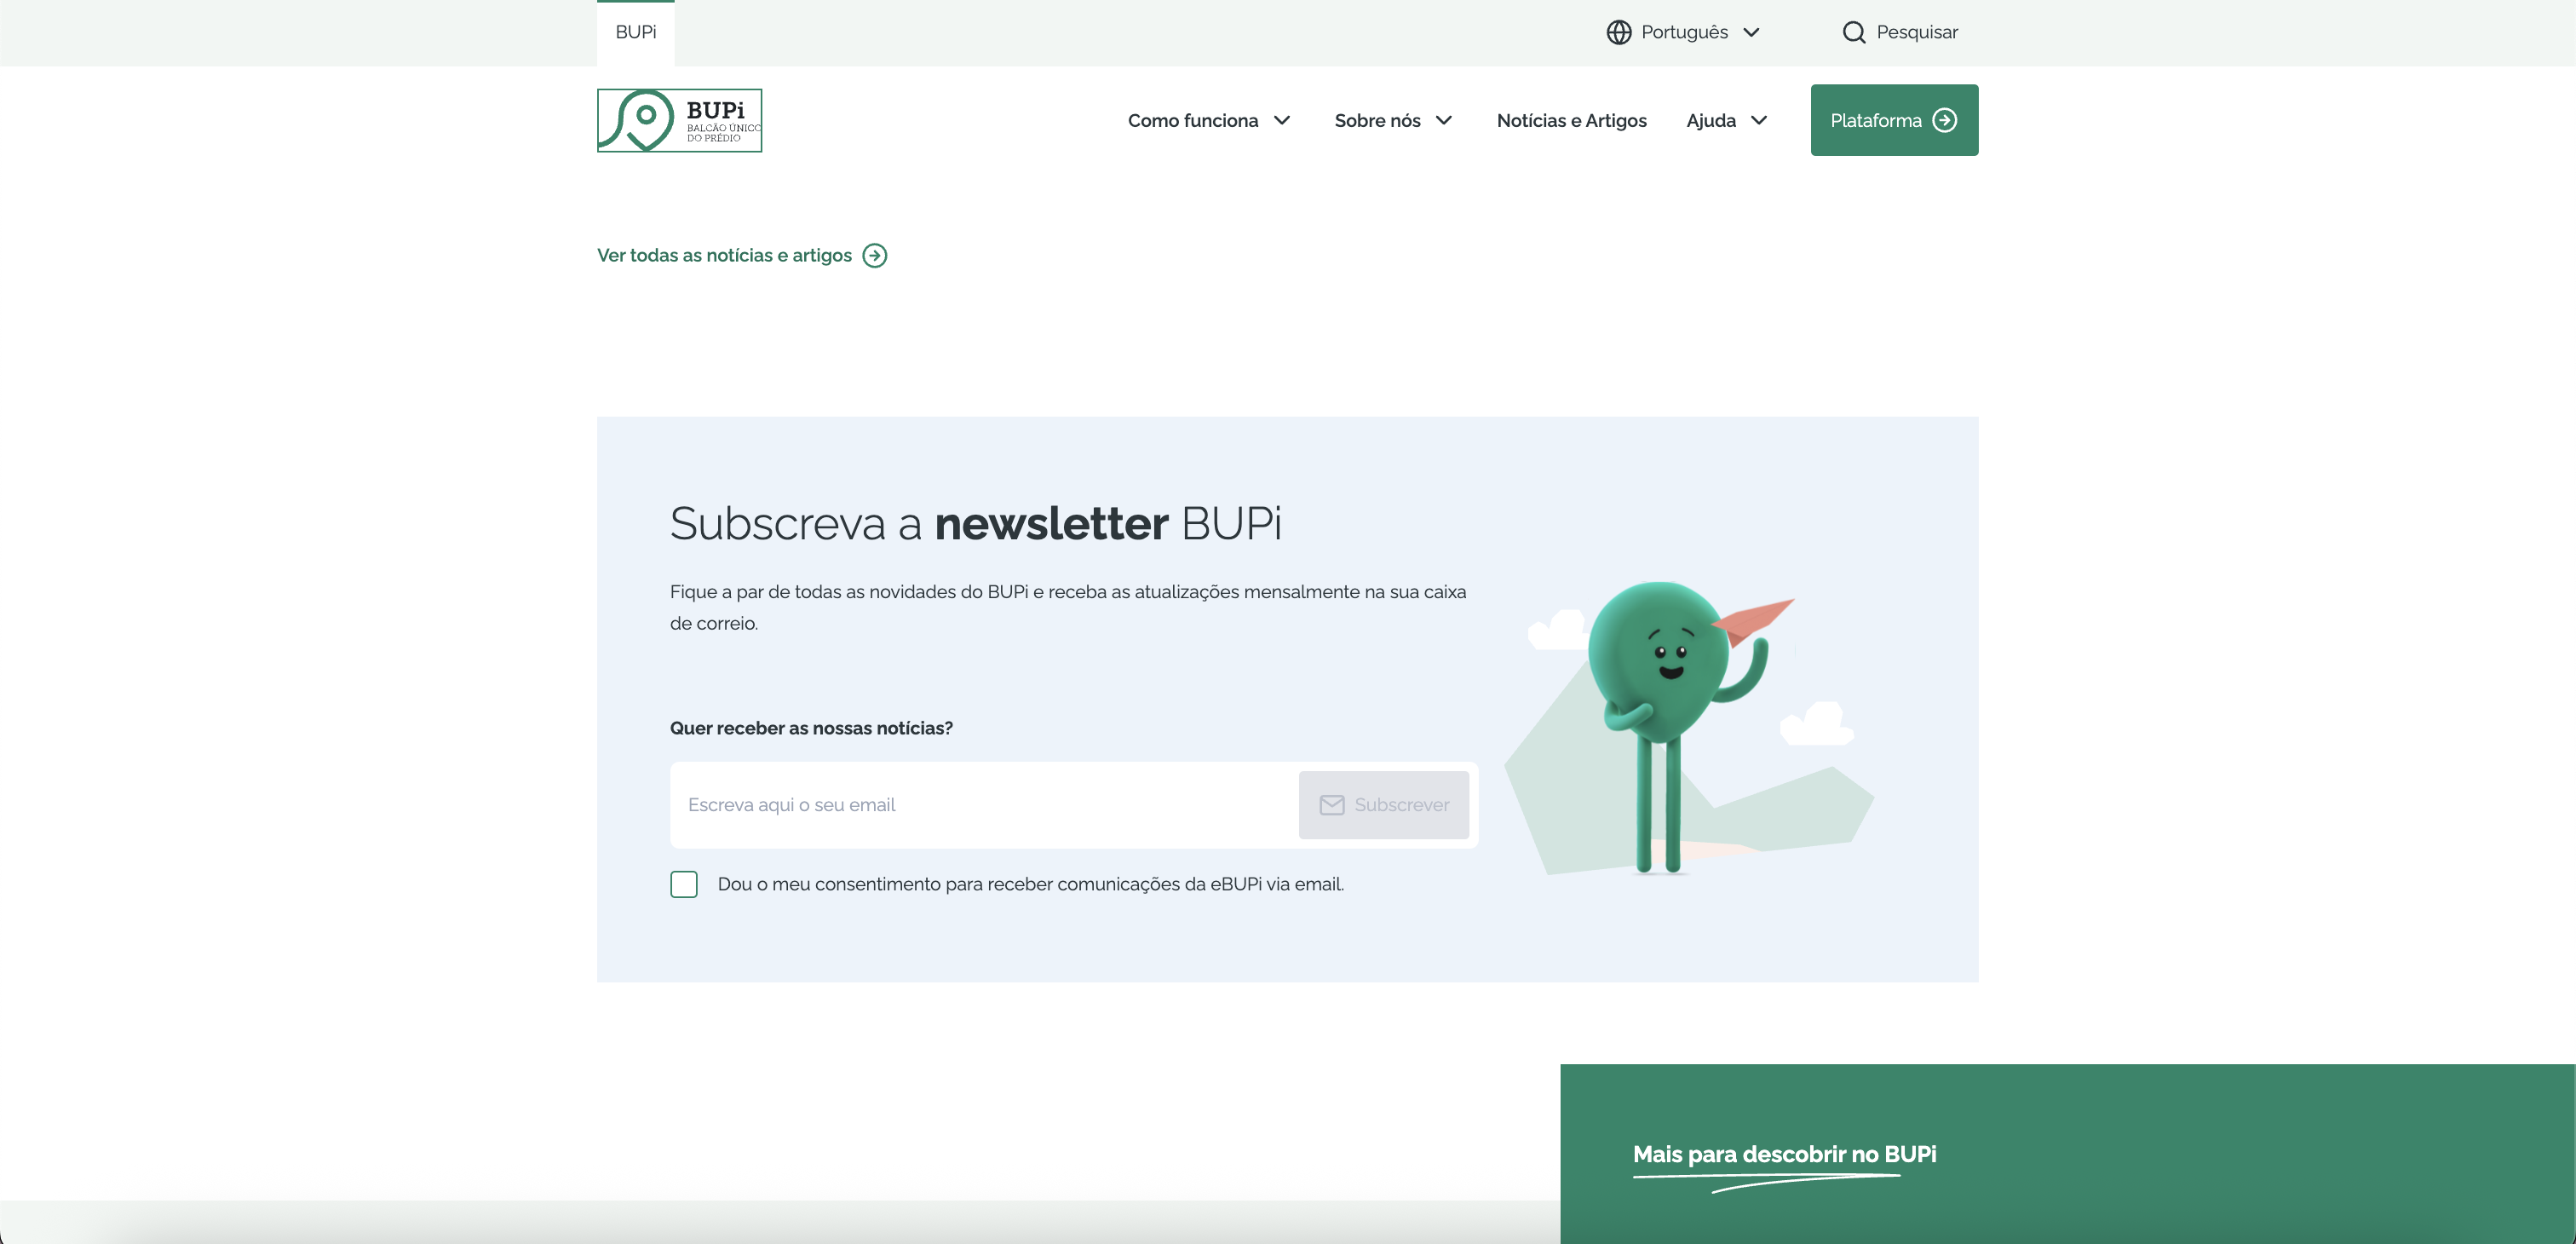 BUPi
Português
Pesquisar
BUPi
BALCÃO ÚNICO
DO PRÉDIO
Como funciona
Sobre nós
Notícias e Artigos
Ajuda
Plataforma
Ver todas as notícias e artigos
Subscreva a newsletter BUPi
Fique a par de todas as novidades do BUPi e receba as atualizações mensalmente na sua caixa
de correio.
Quer receber as nossas notícias?
Escreva aqui o seu email
Subscrever
Dou o meu consentimento para receber comunicações da eBUPi via email.
Mais para descobrir no BUPi